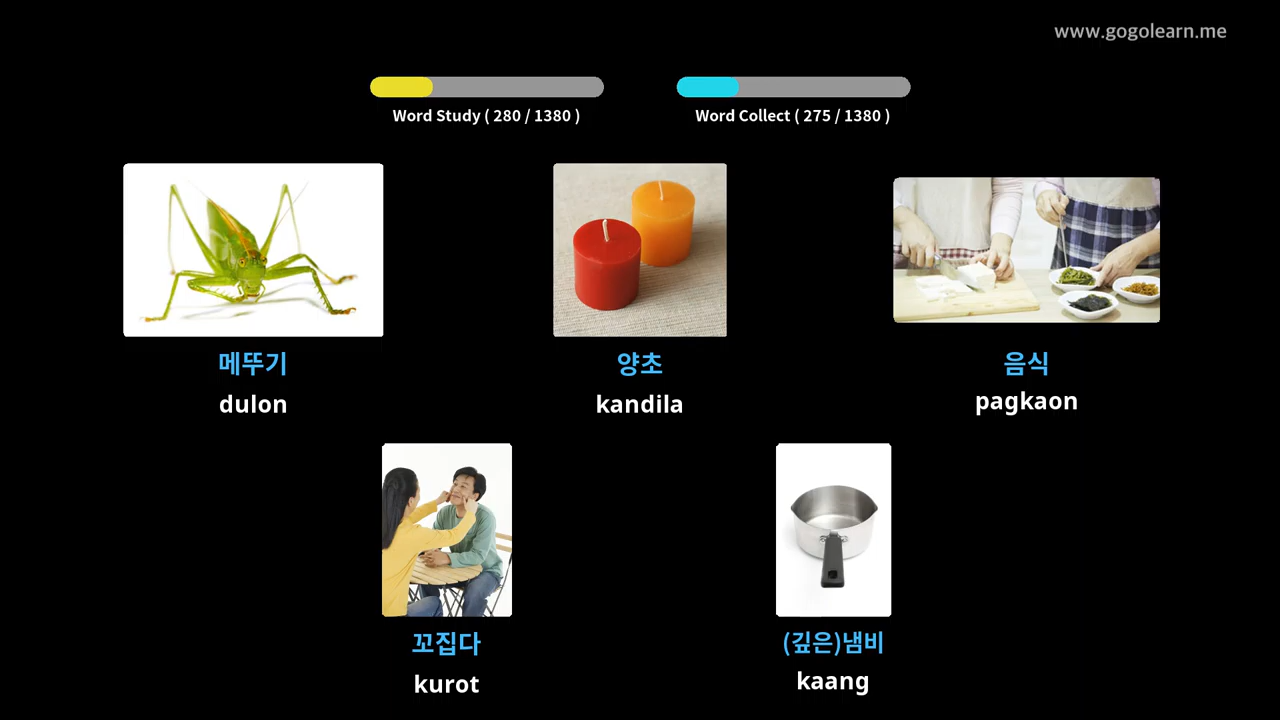 www.gogolearn.me
Word Study ( 280 / 1380 )
Word Collect ( 275 / 1380 )
메뚜기
dulon
양초
kandila
음식
pagkaon
꼬집다
kurot
(깊은)냄비
kaang